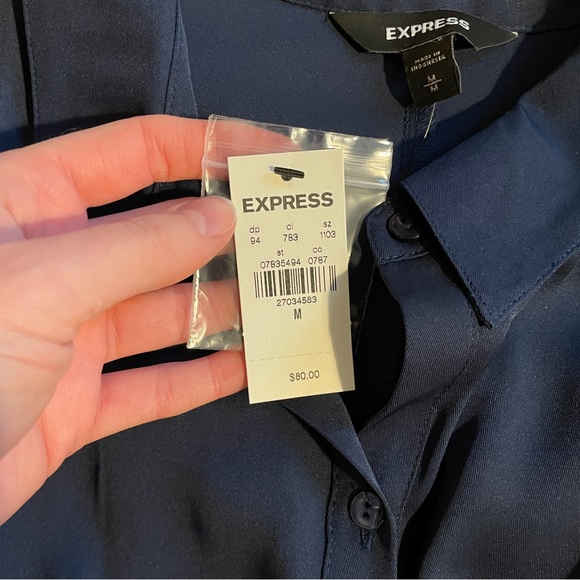 EXPRESS
MADE IN
INDONESIA
M
M
EXPRESS
dp cl sz
94 783 1103
st co
07835494 0787
27034583
M
$80.00